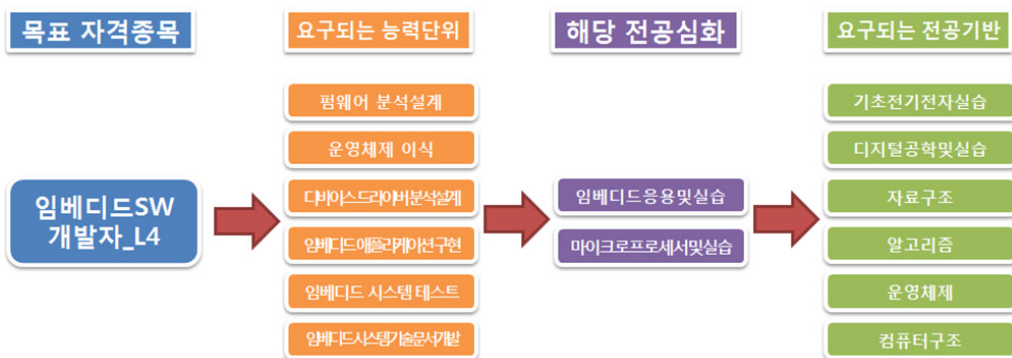 목표 자격종목
요구되는 능력단위
해당 전공심화
요구되는 전공기반
임베디드SW
개발자_L4
펌웨어 분석설계
운영체제 이식
디바이스드라이버분석설계
임베디드애플리케이션구현
임베디드 시스템 테스트
임베디드시스템기술문서개발
임베디드응용및실습
마이크로프로세서및실습
기초전기전자실습
디지털공학및실습
자료구조
알고리즘
운영체제
컴퓨터구조